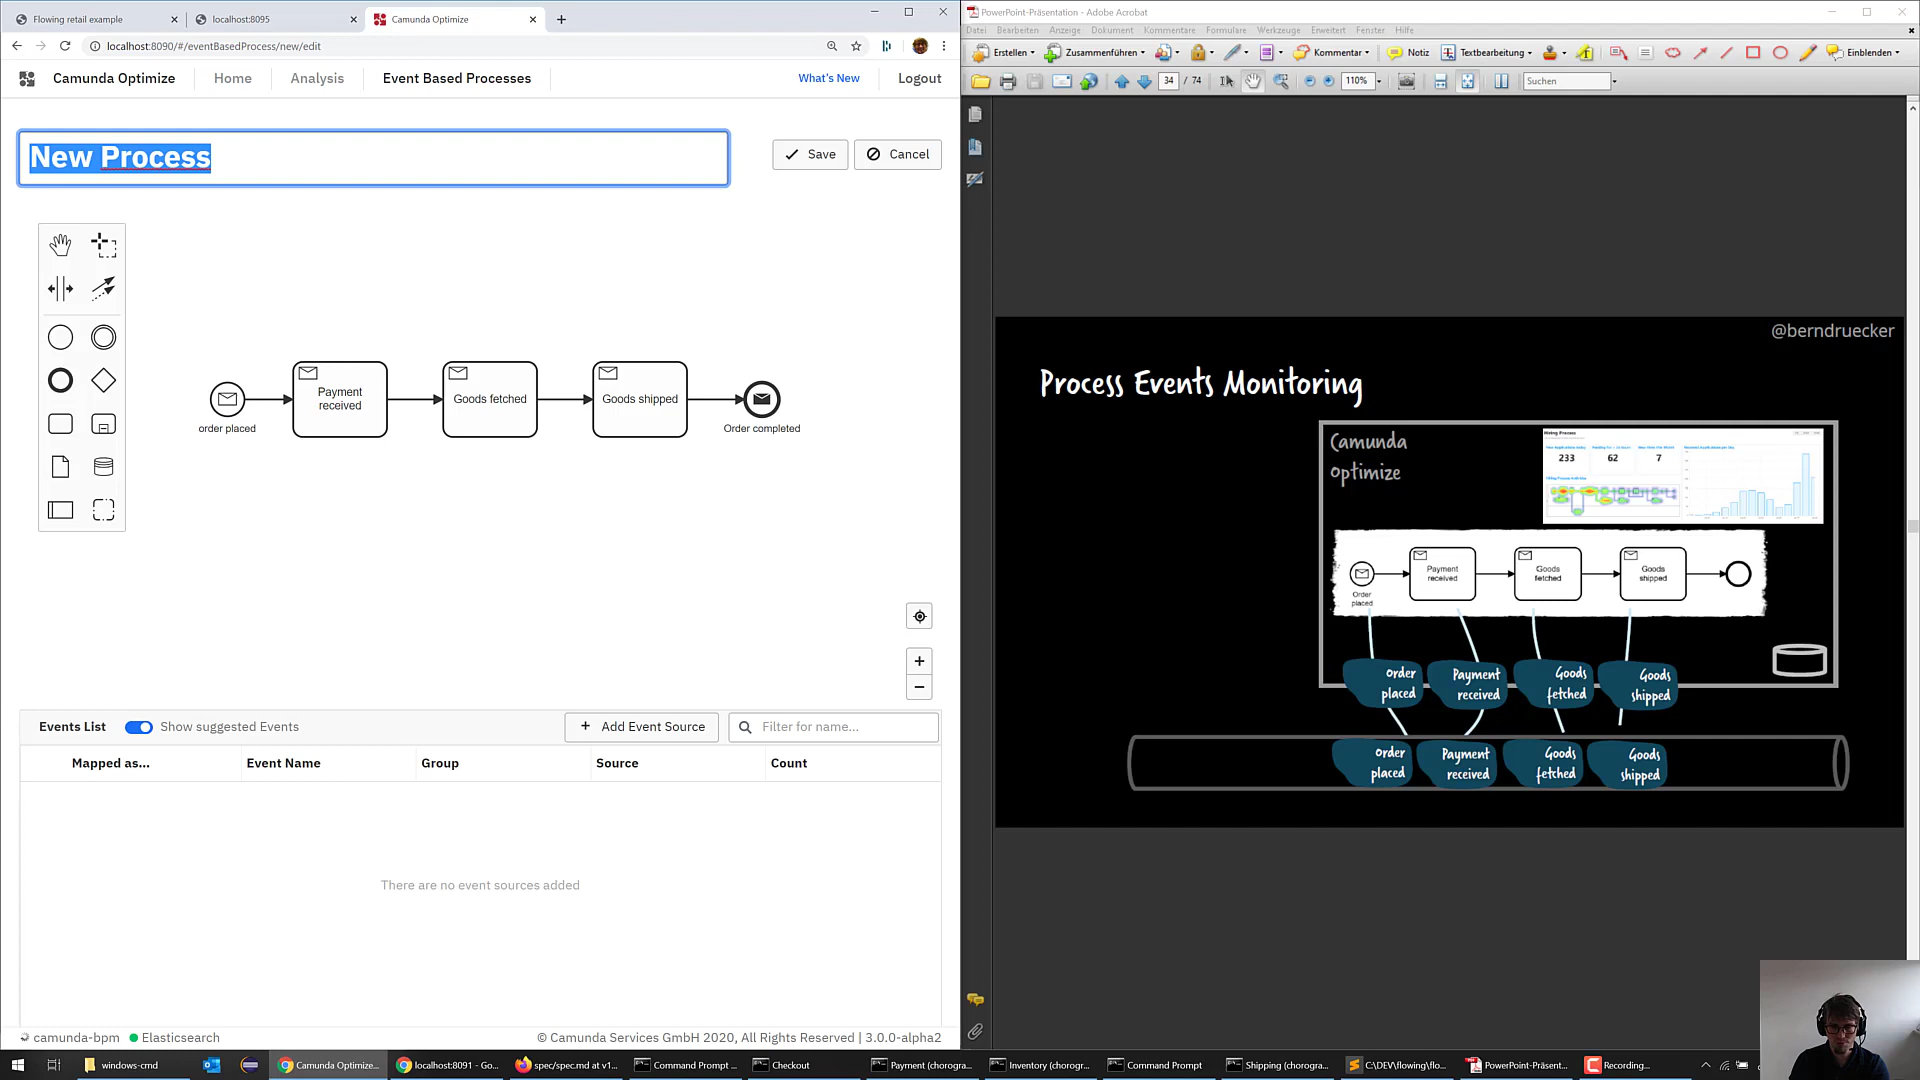 Flowing retail example
localhost:8095
Camunda Optimize
localhost:8090/#/eventBasedProcess/new/edit
Camunda Optimize
Home
Analysis
Event Based Processes
What's New
Logout
New Process
Save
Cancel
Payment
received
Goods fetched
Goods shipped
order placed
Order completed
Events List
Show suggested Events
+ Add Event Source
Filter for name...
Mapped as...
Event Name
Group
Source
Count
There are no event sources added
camunda-bpm
Elasticsearch
© Camunda Services GmbH 2020, All Rights Reserved | 3.0.0-alpha2
PowerPoint-Präsentation - Adobe Acrobat
Datei Bearbeiten Anzeige Dokument Kommentare Formulare Werkzeuge Erweitert Fenster Hilfe
Erstellen
Zusammenführen
Kommentar
Notiz
Textbearbeitung
Einblenden
34 / 74
110%
Suchen
@berndruecker
Process Events Monitoring
Camunda
Optimize
233
62
7
Payment
received
Goods
fetched
Goods
shipped
Order
placed
Order
placed
Payment
received
Goods
fetched
Goods
shipped
Order
placed
Payment
received
Goods
fetched
Goods
shipped
windows-cmd
Camunda Optimize...
localhost:8091 - Go...
spec/spec.md at v1...
Command Prompt ...
Checkout
Payment (choregra...
Inventory (choregr...
Command Prompt
Shipping (choregra...
C:\DEV\flowing\flo...
PowerPoint-Präsent...
Recording...